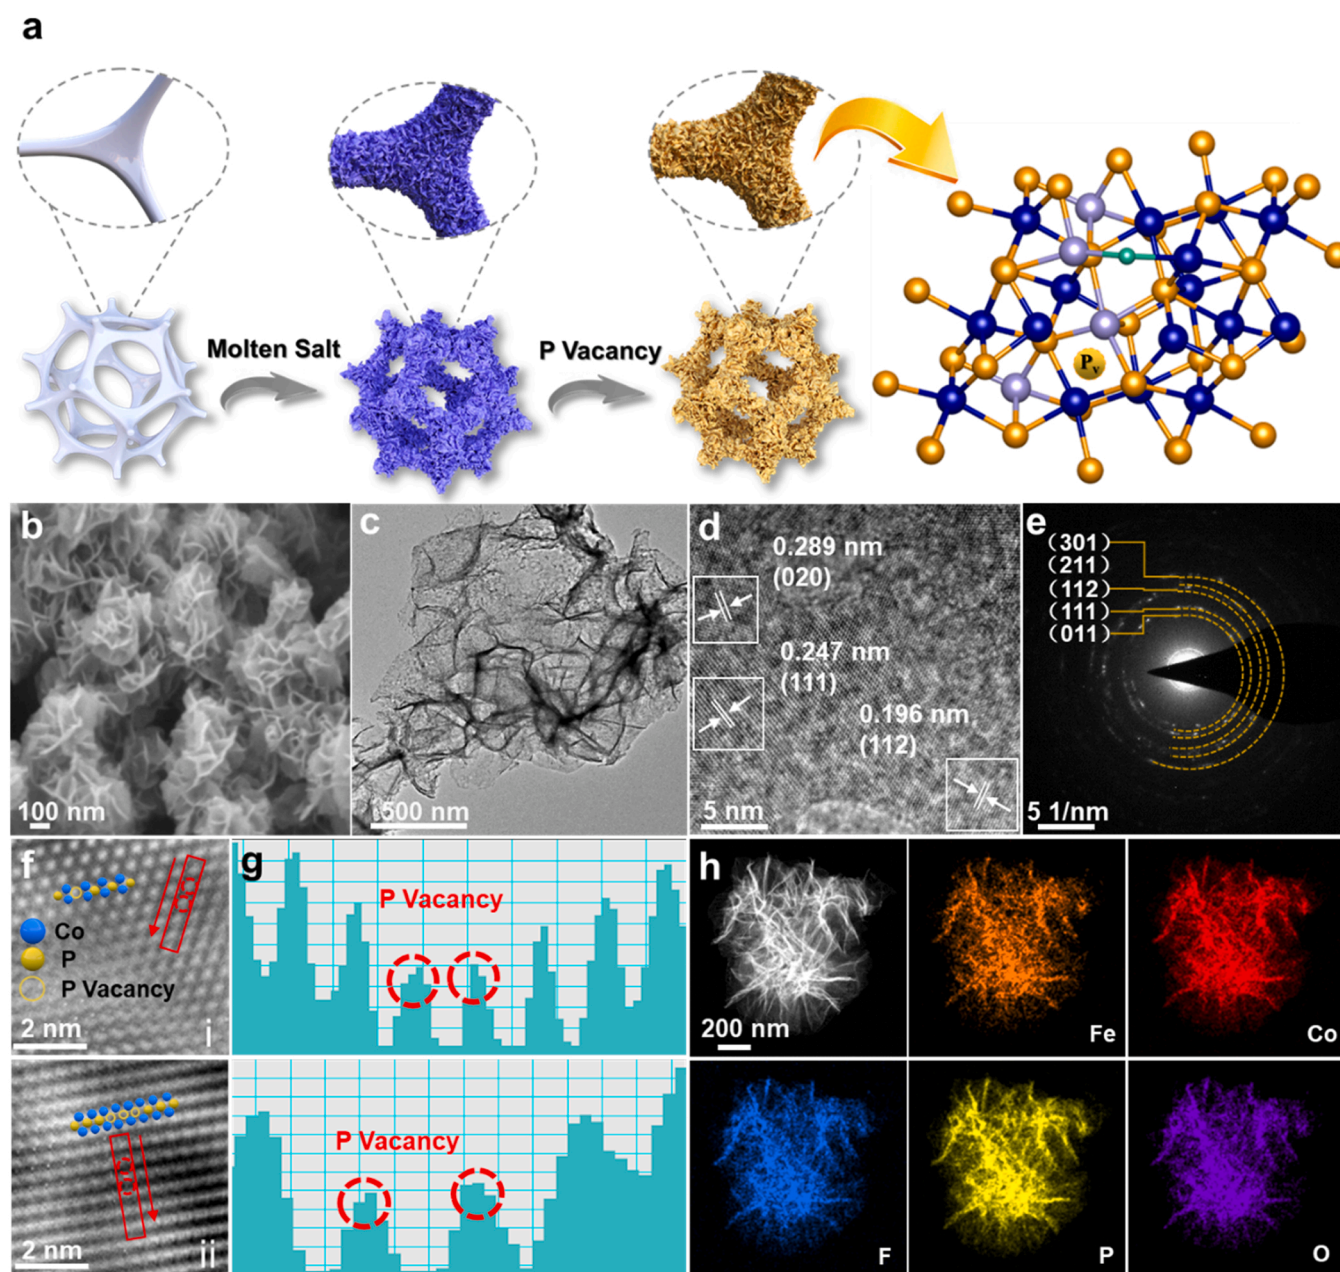 a
Molten Salt
P Vacancy
Pv
b
100 nm
c
500 nm
d
0.289 nm
(020)
0.247 nm
(111)
0.196 nm
(112)
5 nm
e
(301)
(211)
(112)
(111)
(011)
5 1/nm
f
Co
P
P Vacancy
2 nm
i
ii
2 nm
g
P Vacancy
P Vacancy
h
200 nm
Fe
Co
F
P
O